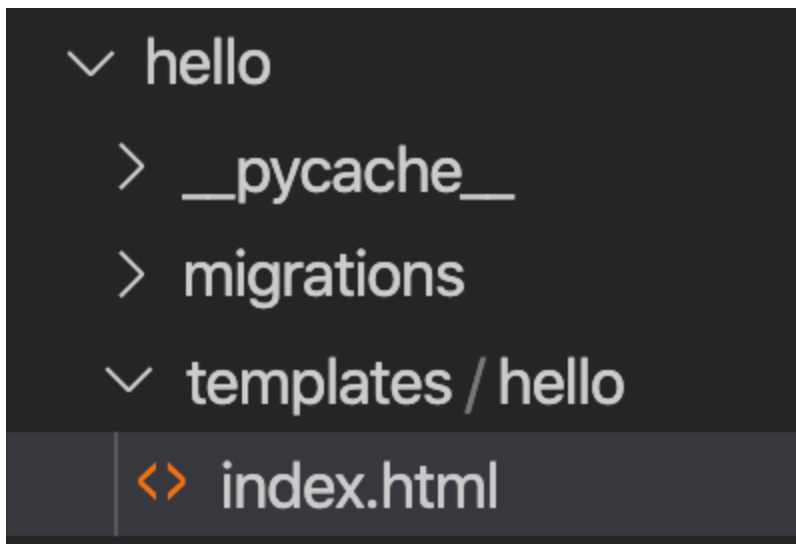 hello
__pycache__
migrations
templates / hello
index.html